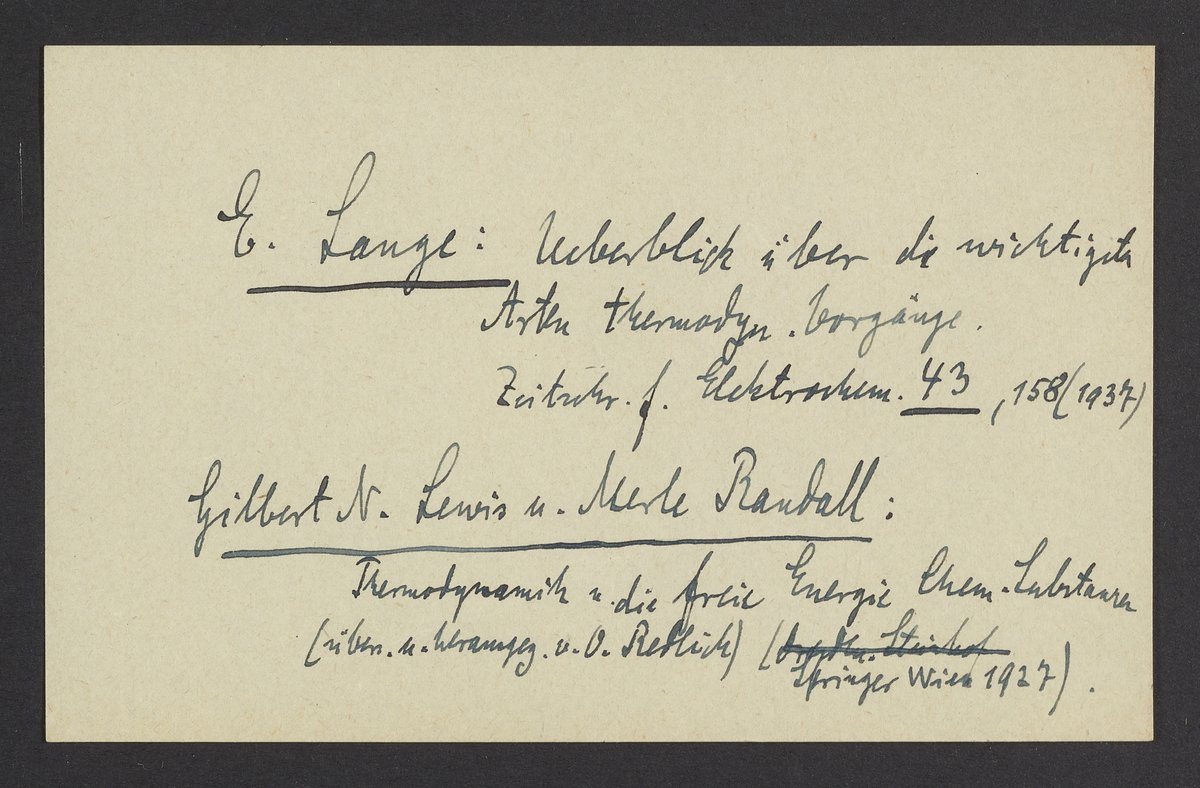 E. Lange: Ueberblick über die wichtigsten
Arten thermodyn. Vorgänge.
Zeitschr. f. Elektrochem. 43, 158 (1937)
Gilbert N. Lewis u. Merle Randall:
Thermodynamik u. die freie Energie Chem. Substanzen
(übers. u. herausgeg. v. O. Redlich) (
Springer Wien 1927).